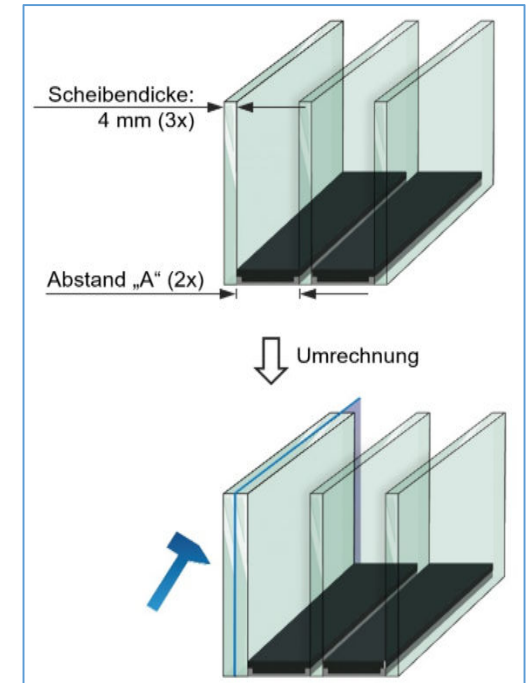 Scheibendicke:
4 mm (3x)
Abstand „A“ (2x)
Umrechnung